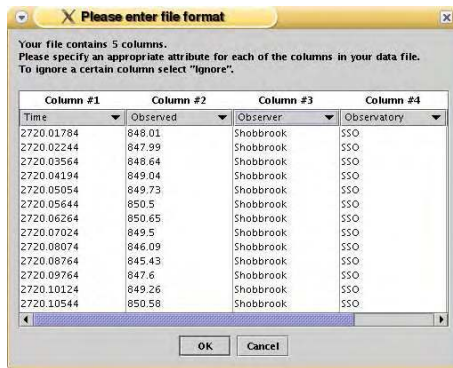 Please enter file format
Your file contains 5 columns.
Please specify an appropriate attribute for each of the columns in your data file.
To ignore a certain column select "Ignore".
Column #1 Column #2 Column #3 Column #4
Time Observed Observer Observatory
2720.01784 848.01 Shobbrook SSO
2720.02244 847.99 Shobbrook SSO
2720.03564 848.64 Shobbrook SSO
2720.04194 849.04 Shobbrook SSO
2720.05054 849.73 Shobbrook SSO
2720.05644 850.5 Shobbrook SSO
2720.06264 850.65 Shobbrook SSO
2720.07024 849.5 Shobbrook SSO
2720.08074 846.09 Shobbrook SSO
2720.08764 845.43 Shobbrook SSO
2720.09764 847.6 Shobbrook SSO
2720.10124 849.26 Shobbrook SSO
2720.10544 850.58 Shobbrook SSO
OK Cancel